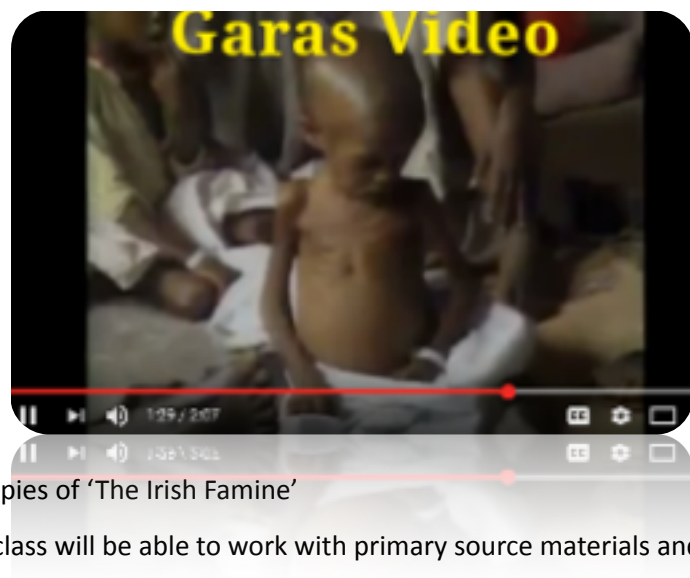 Garas Video
1:29 / 2:07
CC
pies of ‘The Irish Famine’
class will be able to work with primary source materials and